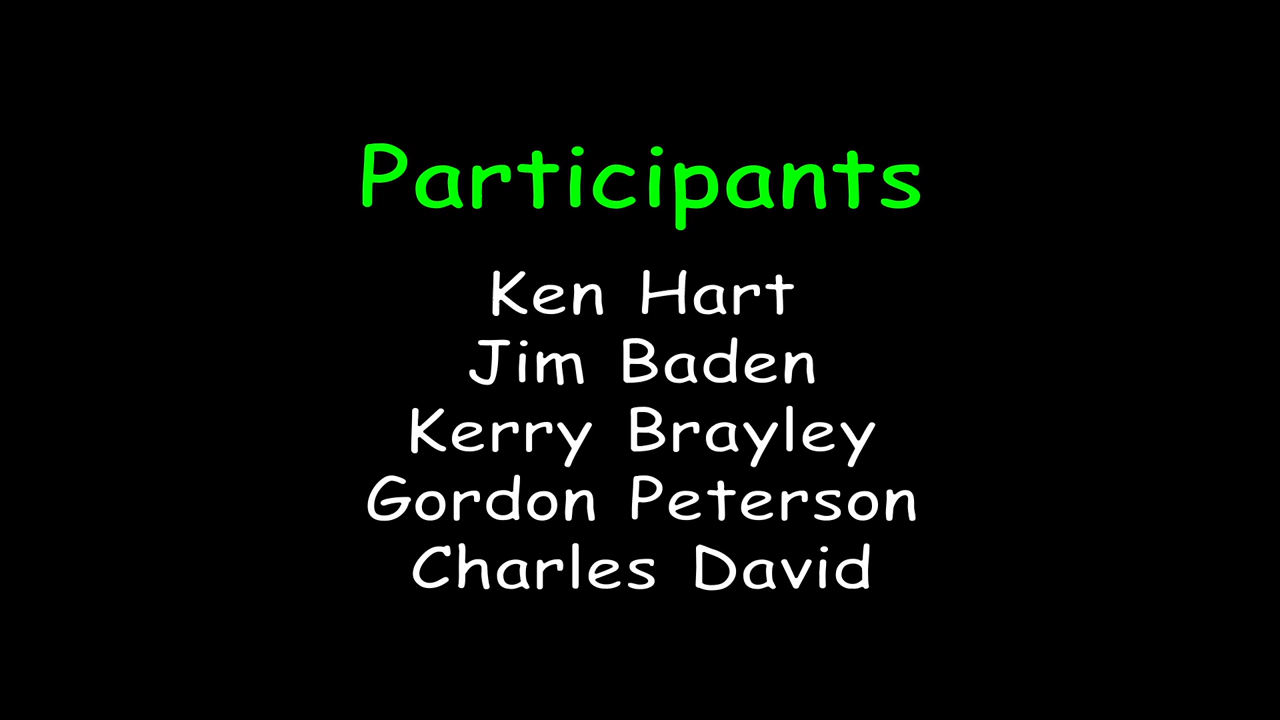 Participants
Ken Hart
Jim Baden
Kerry Brayley
Gordon Peterson
Charles David